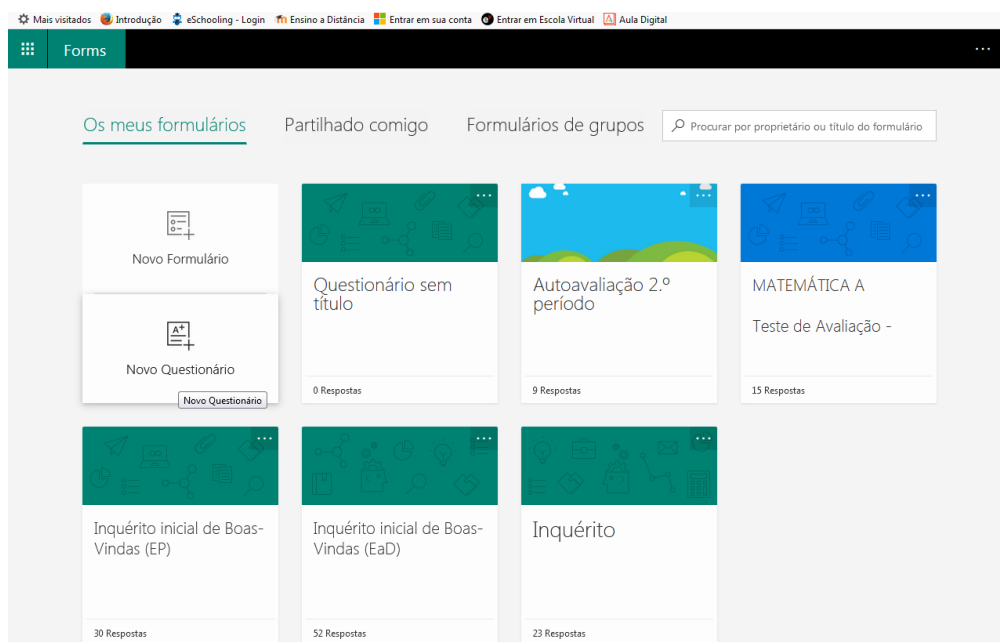 Mais visitados Introdução eSchooling - Login Ensino a Distância Entrar em sua conta Entrar em Escola Virtual Aula Digital
Forms
Os meus formulários Partilhado comigo Formulários de grupos Procurar por proprietário ou título do formulário
Novo Formulário
Novo Questionário
Novo Questionário
Questionário sem
título
0 Respostas
Autoavaliação 2.º
período
9 Respostas
MATEMÁTICA A
Teste de Avaliação -
15 Respostas
Inquérito inicial de Boas-
Vindas (EP)
30 Respostas
Inquérito inicial de Boas-
Vindas (EaD)
52 Respostas
Inquérito
23 Respostas